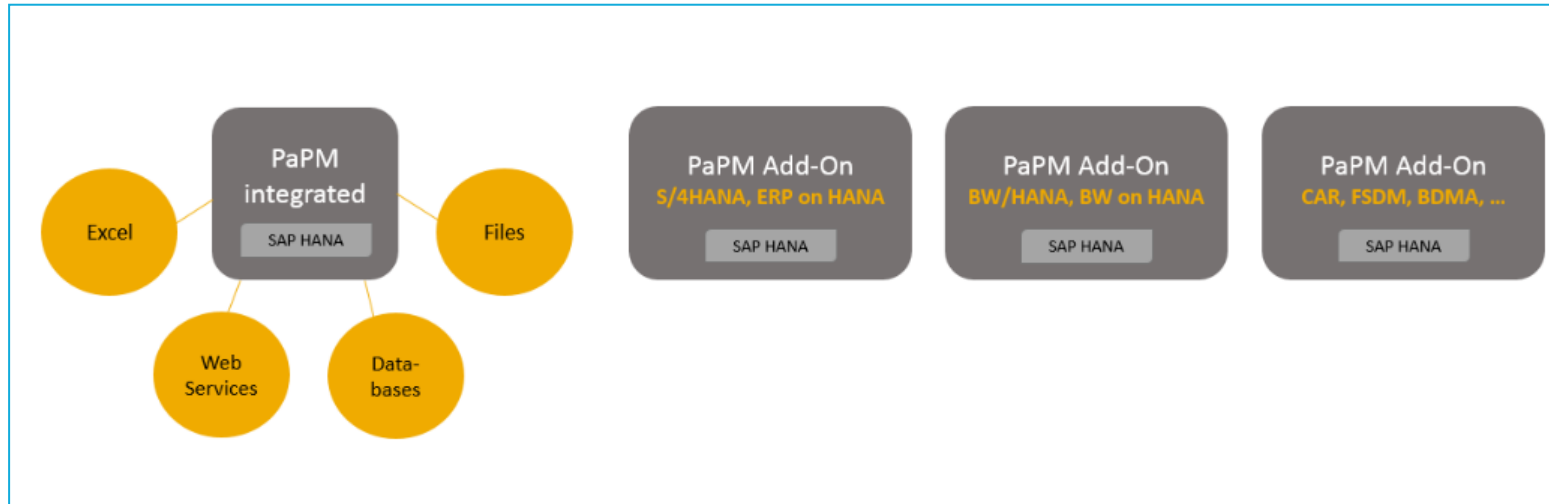 PaPM
integrated
SAP HANA
Excel
Files
Web
Services
Data-
bases
PaPM Add-On
S/4HANA, ERP on HANA
SAP HANA
PaPM Add-On
BW/HANA, BW on HANA
SAP HANA
PaPM Add-On
CAR, FSDM, BDMA, ...
SAP HANA